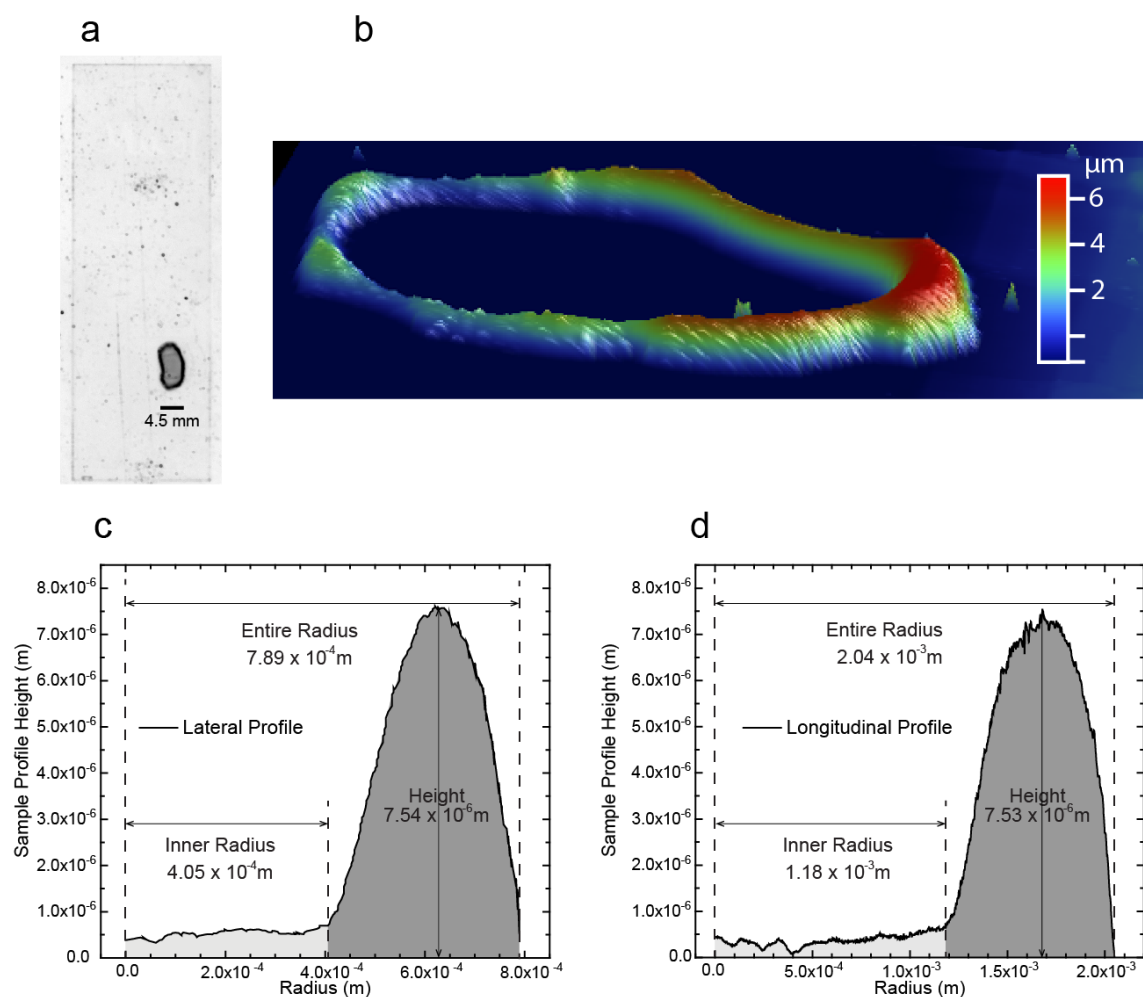 a
b
4.5 mm
µm
6
4
2
c
8.0x10⁻⁶
7.0x10⁻⁶
6.0x10⁻⁶
5.0x10⁻⁶
4.0x10⁻⁶
3.0x10⁻⁶
2.0x10⁻⁶
1.0x10⁻⁶
0.0
Sample Profile Height (m)
Entire Radius
7.89 x 10⁻⁴m
Lateral Profile
Height
7.54 x 10⁻⁶m
Inner Radius
4.05 x 10⁻⁴m
0.0
2.0x10⁻⁴
4.0x10⁻⁴
6.0x10⁻⁴
8.0x10⁻⁴
Radius (m)
d
8.0x10⁻⁶
7.0x10⁻⁶
6.0x10⁻⁶
5.0x10⁻⁶
4.0x10⁻⁶
3.0x10⁻⁶
2.0x10⁻⁶
1.0x10⁻⁶
0.0
Sample Profile Height (m)
Entire Radius
2.04 x 10⁻³m
Longitudinal Profile
Height
7.53 x 10⁻⁶m
Inner Radius
1.18 x 10⁻³m
0.0
5.0x10⁻⁴
1.0x10⁻³
1.5x10⁻³
2.0x10⁻³
Radius (m)